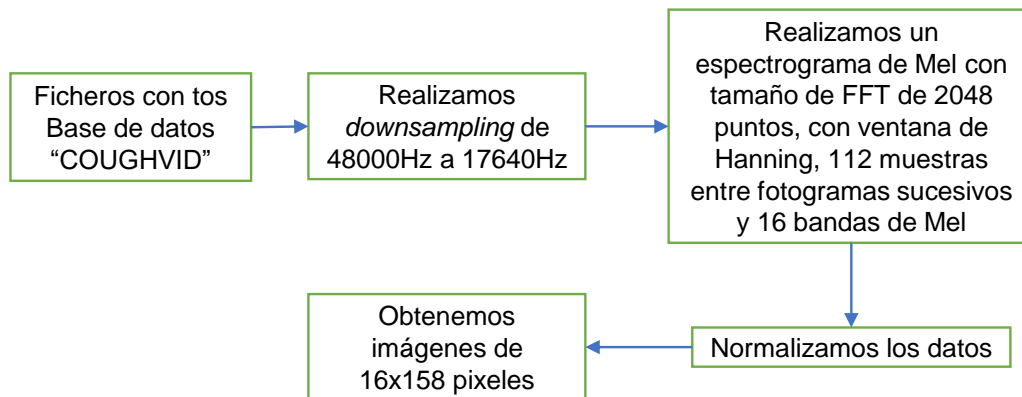 Ficheros con tos
Base de datos
“COUGHVID”
Realizamos
downsampling de
48000Hz a 17640Hz
Realizamos un
espectrograma de Mel con
tamaño de FFT de 2048
puntos, con ventana de
Hanning, 112 muestras
entre fotogramas sucesivos
y 16 bandas de Mel
Normalizamos los datos
Obtenemos
imágenes de
16x158 pixeles